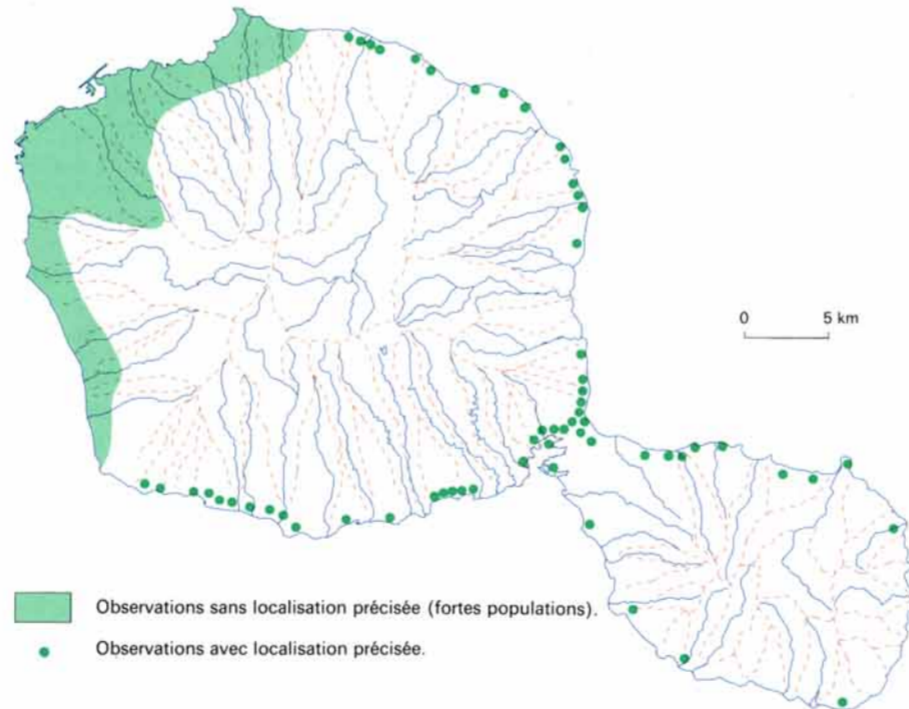 0 5 km
Observations sans localisation précisée (fortes populations).
Observations avec localisation précisée.